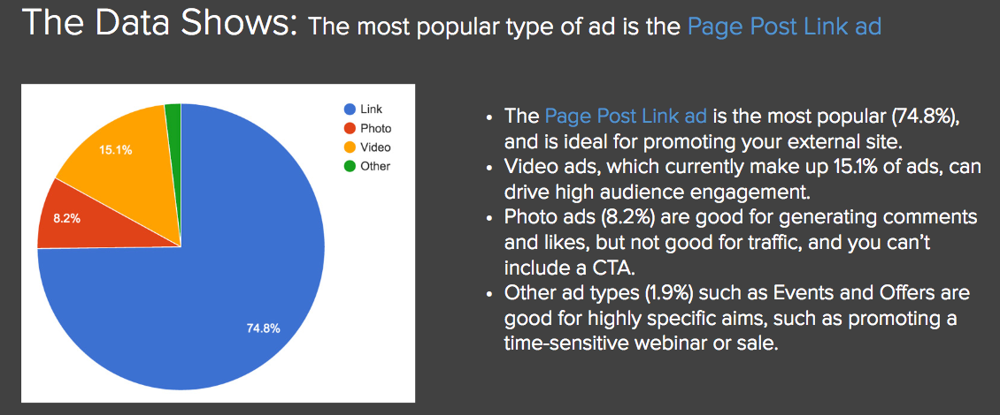 The Data Shows: The most popular type of ad is the Page Post Link ad
Link
Photo
Video
Other
15.1%
8.2%
74.8%
• The Page Post Link ad is the most popular (74.8%),
and is ideal for promoting your external site.
• Video ads, which currently make up 15.1% of ads, can
drive high audience engagement.
• Photo ads (8.2%) are good for generating comments
and likes, but not good for traffic, and you can’t
include a CTA.
• Other ad types (1.9%) such as Events and Offers are
good for highly specific aims, such as promoting a
time-sensitive webinar or sale.